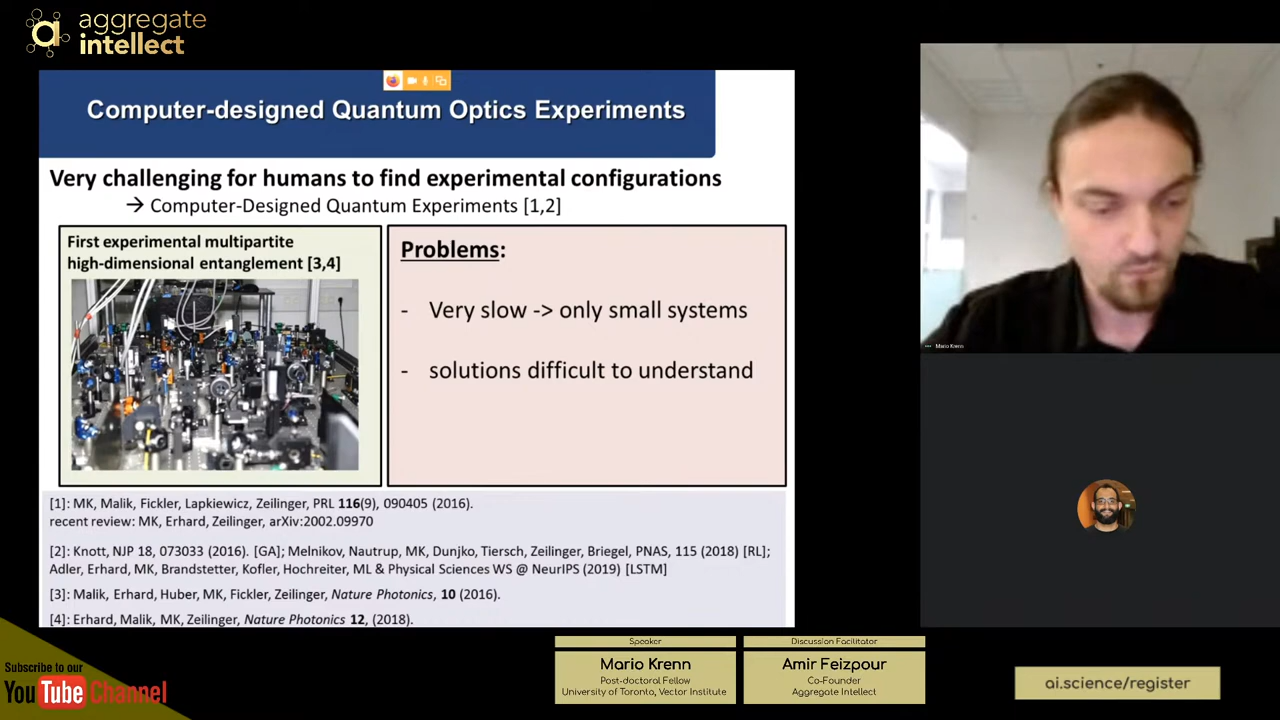 aggregate
intellect
Computer-designed Quantum Optics Experiments
Very challenging for humans to find experimental configurations
→ Computer-Designed Quantum Experiments [1,2]
First experimental multipartite
high-dimensional entanglement [3,4]
Problems:
- Very slow -> only small systems
- solutions difficult to understand
[1]: MK, Malik, Fickler, Lapkiewicz, Zeilinger, PRL 116(9), 090405 (2016).
recent review: MK, Erhard, Zeilinger, arXiv:2002.09970
[2]: Knott, NJP 18, 073033 (2016). [GA]; Melnikov, Nautrup, MK, Dunjko, Tiersch, Zeilinger, Briegel, PNAS, 115 (2018) [RL];
Adler, Erhard, MK, Brandstetter, Kofler, Hochreiter, ML & Physical Sciences WS @ NeurIPS (2019) [LSTM]
[3]: Malik, Erhard, Huber, MK, Fickler, Zeilinger, Nature Photonics, 10 (2016).
[4]: Erhard, Malik, MK, Zeilinger, Nature Photonics 12, (2018).
Mario Krenn
Speaker
Mario Krenn
Post-doctoral Fellow
University of Toronto, Vector Institute
Discussion Facilitator
Amir Feizpour
Co-Founder
Aggregate Intellect
Subscribe to our
YouTube Channel
ai.science/register